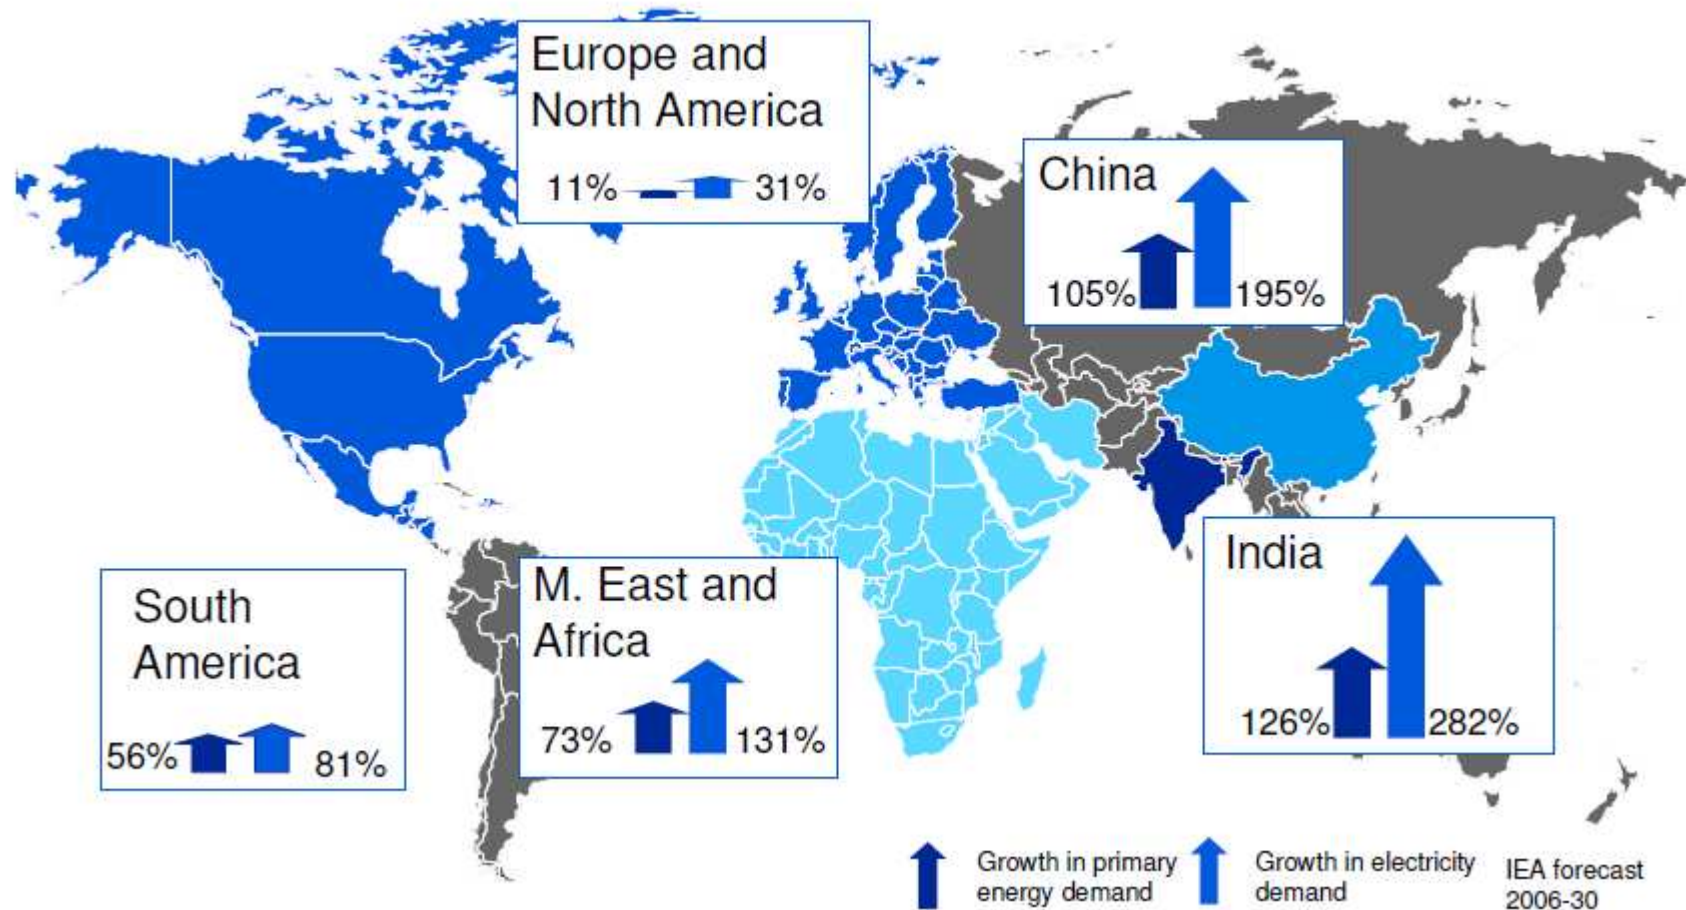 Europe and
North America
11% 31%
China
105% 195%
South
America
56% 81%
M. East and
Africa
73% 131%
India
126% 282%
Growth in primary
energy demand
Growth in electricity
demand
IEA forecast
2006-30